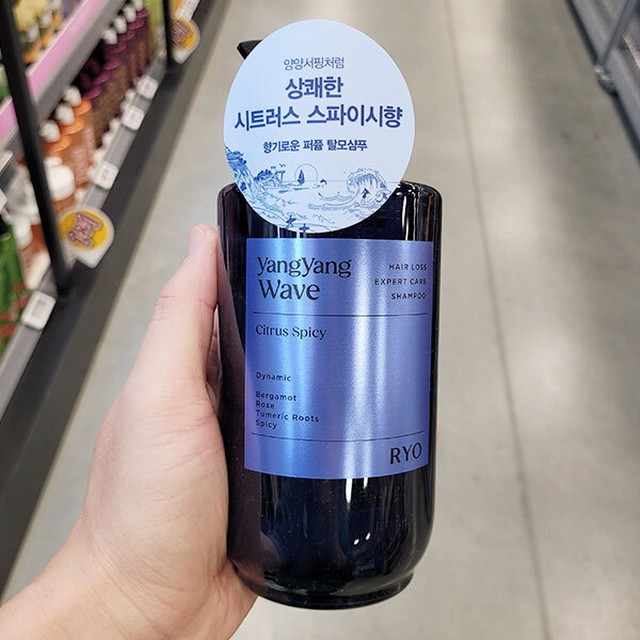 양양서핑처럼
상쾌한
시트러스 스파이시향
향기로운 퍼퓸 탈모샴푸
YangYang
Wave
HAIR LOSS
EXPERT CARE
SHAMPOO
Citrus Spicy
Dynamic
Bergamot
Rose
Tumeric Roots
Spicy
RYO